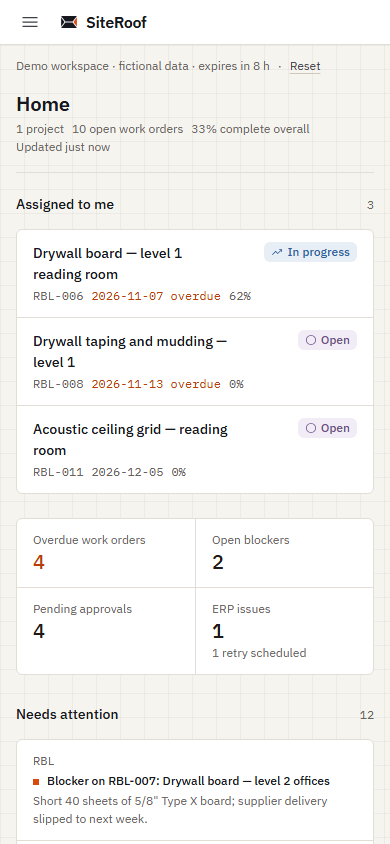 SiteRoof
Demo workspace · fictional data · expires in 8 h · Reset
Home
1 project 10 open work orders 33% complete overall
Updated just now
Assigned to me 3
Drywall board — level 1
reading room
In progress
RBL-006 2026-11-07 overdue 62%
Drywall taping and mudding —
level 1
Open
RBL-008 2026-11-13 overdue 0%
Acoustic ceiling grid — reading
room
Open
RBL-011 2026-12-05 0%
Overdue work orders
4
Open blockers
2
Pending approvals
4
ERP issues
1
1 retry scheduled
Needs attention 12
RBL
Blocker on RBL-007: Drywall board — level 2 offices
Short 40 sheets of 5/8" Type X board; supplier delivery
slipped to next week.